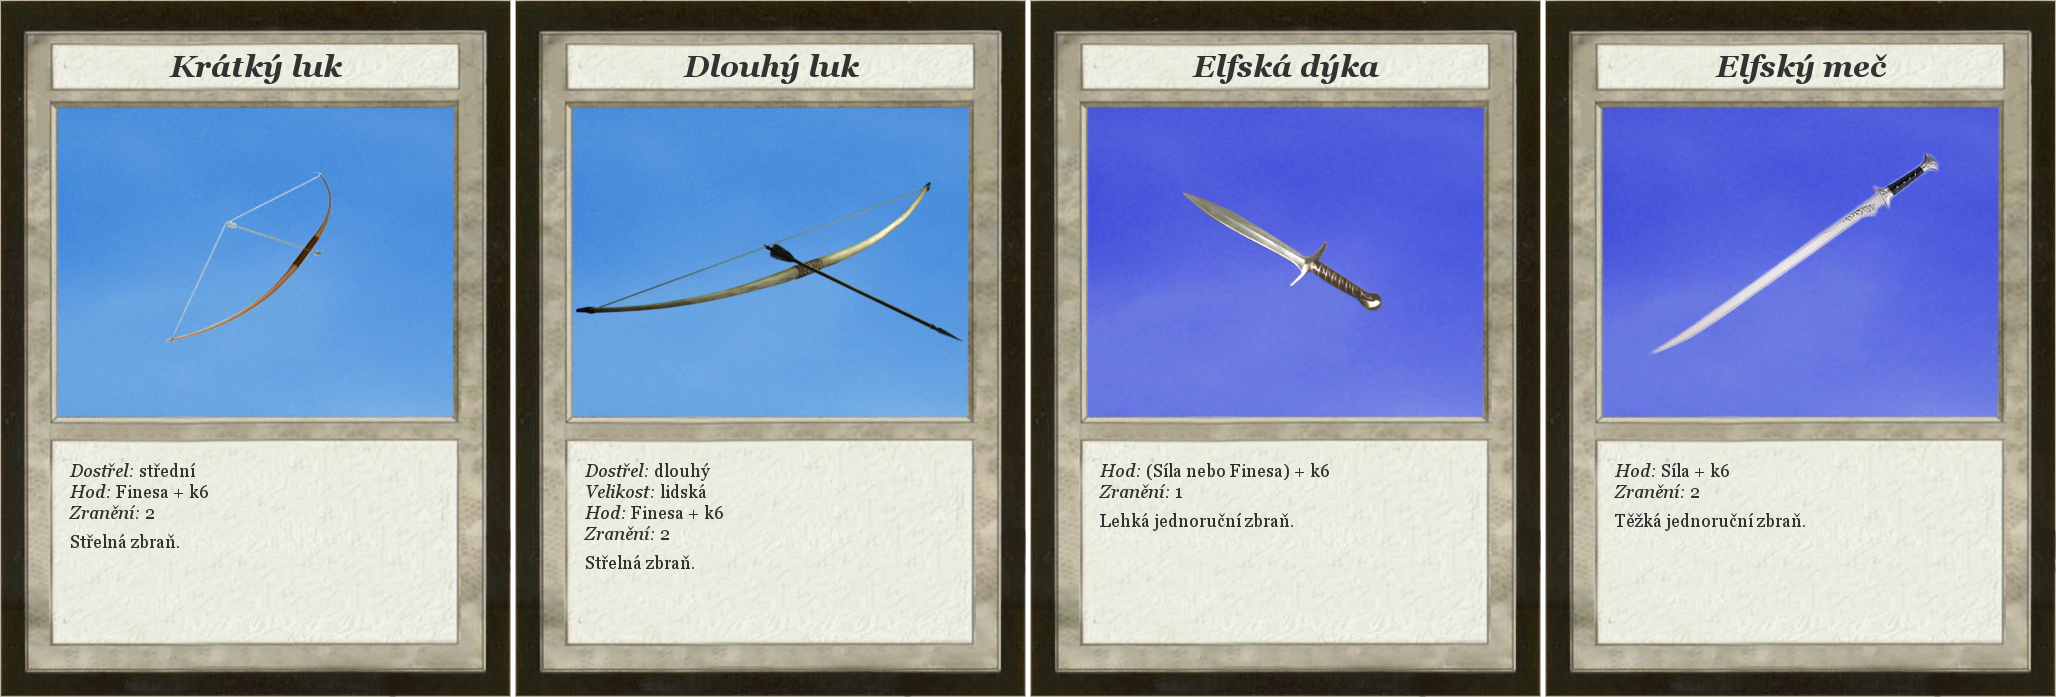 Krátký luk
Dostřel: střední
Hod: Finesa + k6
Zranění: 2
Střelná zbraň.
Dlouhý luk
Dostřel: dlouhý
Velikost: lidská
Hod: Finesa + k6
Zranění: 2
Střelná zbraň.
Elfská dýka
Hod: (Síla nebo Finesa) + k6
Zranění: 1
Lehká jednoruční zbraň.
Elfský meč
Hod: Síla + k6
Zranění: 2
Těžká jednoruční zbraň.